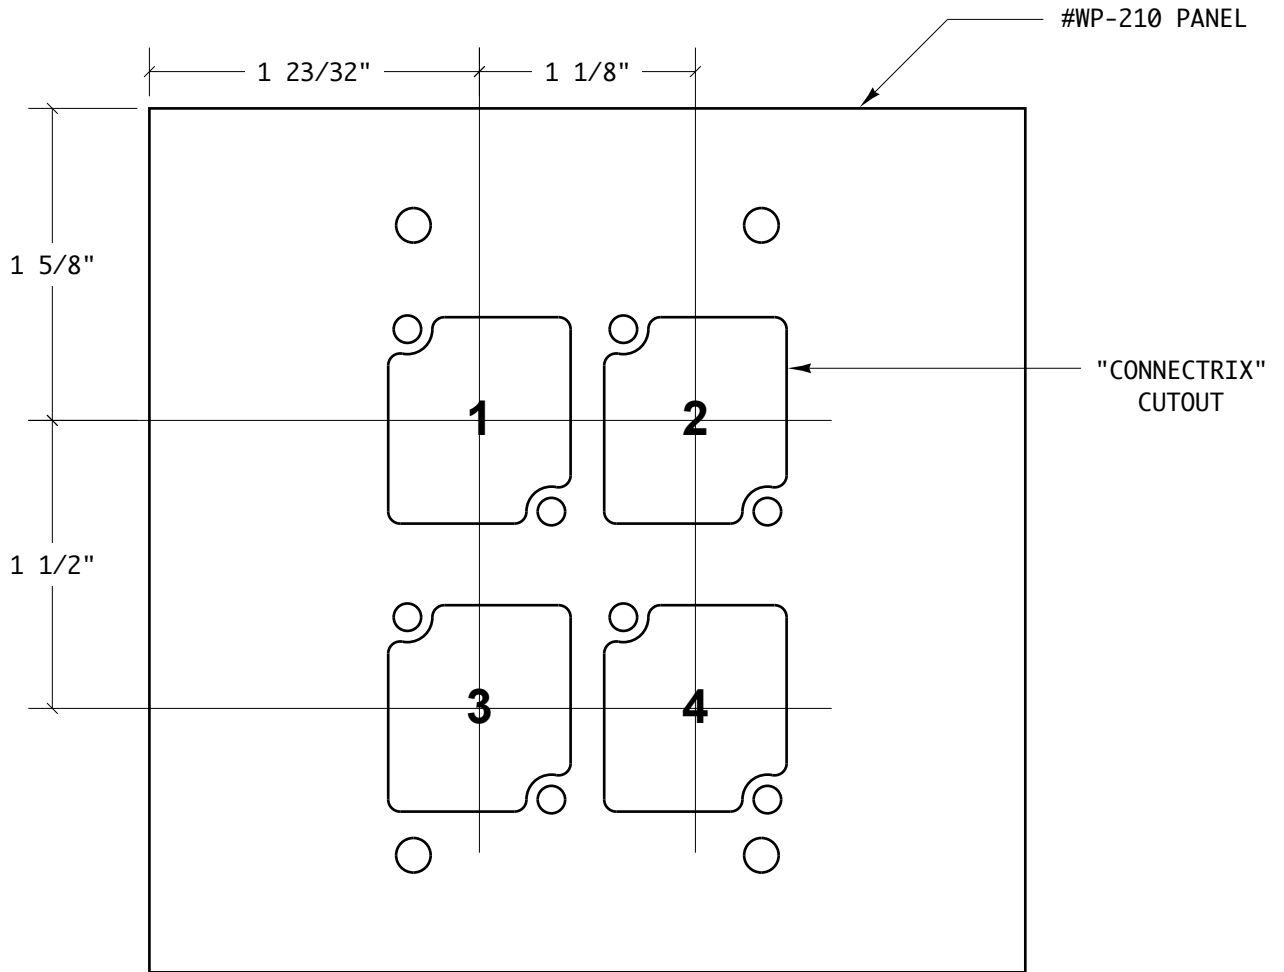 #WP-210 PANEL
1 23/32"
1 1/8"
1 5/8"
"CONNECTRIX"
CUTOUT
1
2
1 1/2"
3
4